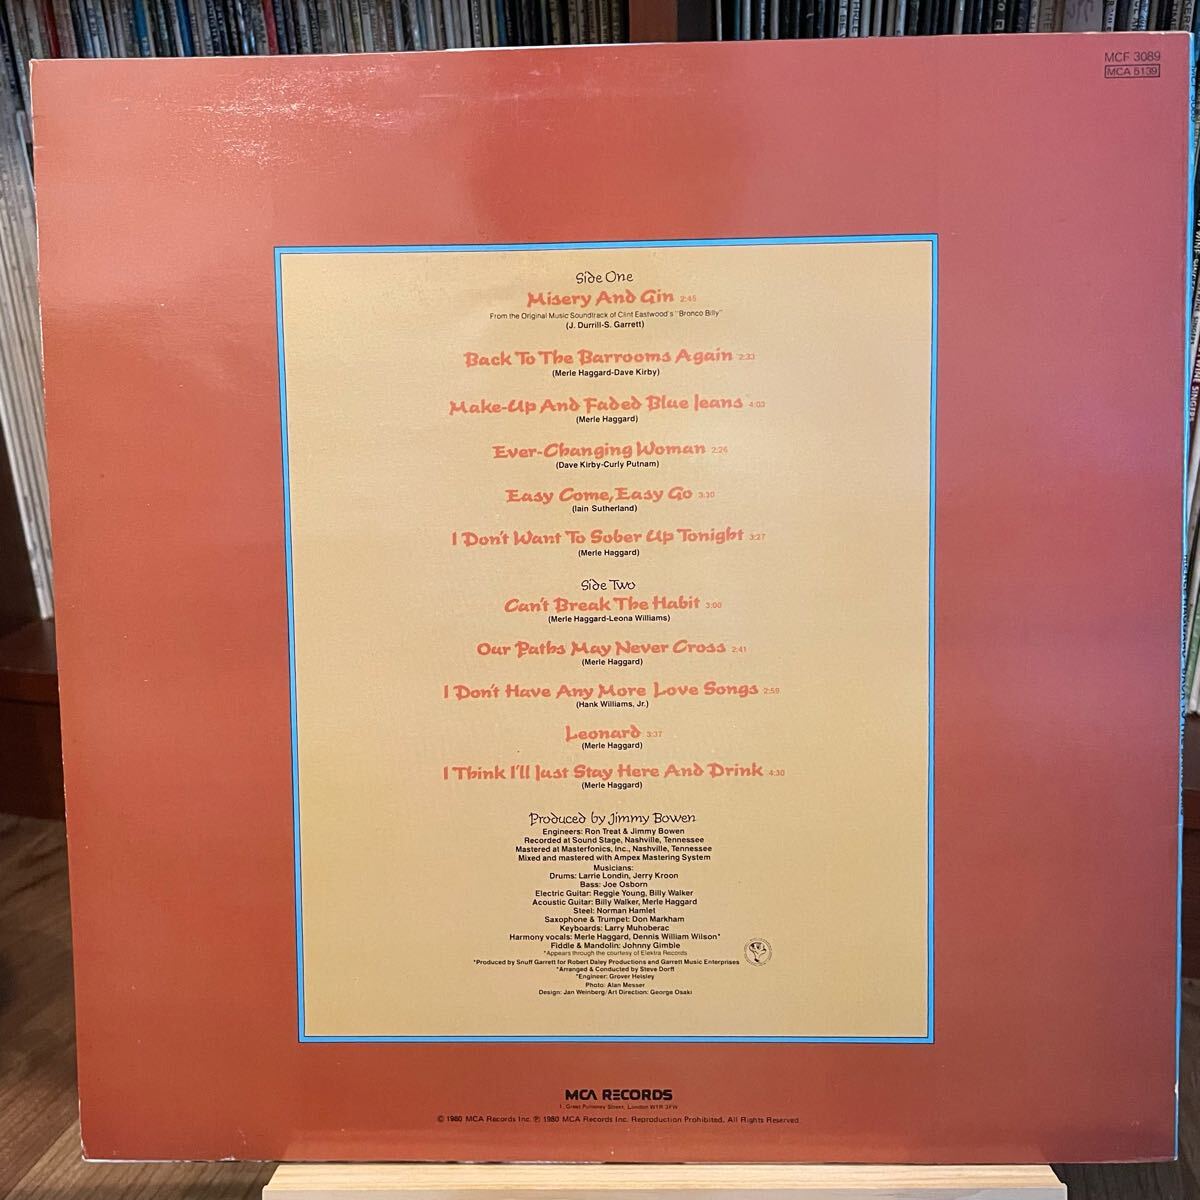 MCF 3089
MCA 5139
Side One
Misery And Gin 2:45
From the Original Music Soundtrack of Clint Eastwood's "Bronco Billy"
(J. Durrill-S. Garrett)
Back To The Barrooms Again 2:33
(Merle Haggard-Dave Kirby)
Make-Up And Faded Blue Jeans 4:03
(Merle Haggard)
Ever-Changing Woman 2:26
(Dave Kirby-Curly Putnam)
Easy Come, Easy Go 3:10
(Iain Sutherland)
I Don't Want To Sober Up Tonight 3:27
(Merle Haggard)
Side Two
Can't Break The Habit 3:00
(Merle Haggard-Leona Williams)
Our Paths May Never Cross 2:41
(Merle Haggard)
I Don't Have Any More Love Songs 2:59
(Hank Williams, Jr.)
Leonard 3:37
(Merle Haggard)
I Think I'll Just Stay Here And Drink 4:30
(Merle Haggard)
Produced by Jimmy Bowen
Engineers: Ron Treat & Jimmy Bowen
Recorded at Sound Stage, Nashville, Tennessee
Mastered at Masterfonics, Inc., Nashville, Tennessee
Mixed and mastered with Ampex Mastering System
Musicians:
Drums: Larrie Londin, Jerry Kroon
Bass: Joe Osborn
Electric Guitar: Reggie Young, Billy Walker
Acoustic Guitar: Billy Walker, Merle Haggard
Steel: Norman Hamlet
Saxophone & Trumpet: Don Markham
Keyboards: Larry Muhoberac
Harmony vocals: Merle Haggard, Dennis William Wilson*
Fiddle & Mandolin: Johnny Gimble
*Appears through the courtesy of Elektra Records
*Produced by Snuff Garrett for Robert Daley Productions and Garrett Music Enterprises
*Arranged & Conducted by Steve Dorff
*Engineer: Grover Helsley
Photo: Alan Messer
Design: Jan Weinberg/Art Direction: George Osaki
MCA RECORDS
1, Great Pulteney Street, London W1R 3FW
© 1980 MCA Records Inc. ℗ 1980 MCA Records Inc. Reproduction Prohibited. All Rights Reserved